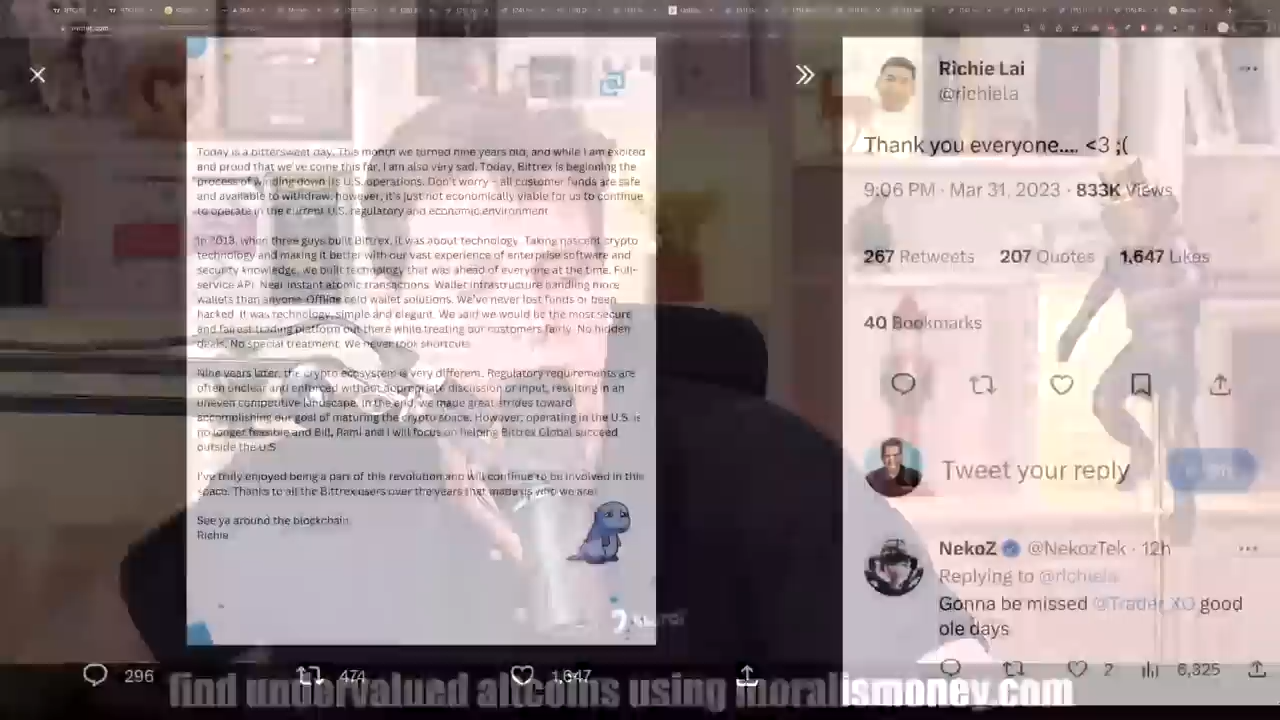 Today is a bittersweet day. This month we turned nine years old, and while I am excited
and proud that we've come this far, I am also very sad. Today, Bittrex is beginning the
process of winding down its U.S. operations. Don't worry – all customer funds are safe
and available to withdraw, however, it's just not economically viable for us to continue
to operate in the current U.S. regulatory and economic environment.
In 2013, when three guys built Bittrex, it was about technology. Taking nascent crypto
technology and making it better with our vast experience of enterprise software and
security knowledge, we built technology that was ahead of everyone at the time. Full-
service API. Near instant atomic transactions. Wallet infrastructure handling more
wallets than anyone. Offline cold wallet solutions. We've never lost funds or been
hacked. It was technology, simple and elegant. We said we would be the most secure
and fairest trading platform out there while treating our customers fairly. No hidden
deals. No special treatment. We never took shortcuts.
Nine years later, the crypto ecosystem is very different. Regulatory requirements are
often unclear and enforced without appropriate discussion or input, resulting in an
uneven competitive landscape. In the end, we made great strides toward
accomplishing our goal of maturing the crypto space. However, operating in the U.S. is
no longer feasible and Bill, Rami and I will focus on helping Bittrex Global succeed
outside the U.S.
I've truly enjoyed being a part of this revolution and will continue to be involved in this
space. Thanks to all the Bittrex users over the years that made us who we are!
See ya around the blockchain.
Richie
296 474 1,647
Richie Lai
@richiela
Thank you everyone.... <3 ;(
9:06 PM · Mar 31, 2023 · 833K Views
267 Retweets 207 Quotes 1,647 Likes
40 Bookmarks
Tweet your reply
NekoZ @NekozTek · 12h
Replying to @richiela
Gonna be missed @Trader_XO good
ole days
2 6,325
find undervalued altcoins using moralismoney.com